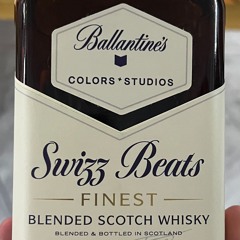 Ballantine's
COLORS STUDIOS
Swizz Beats
FINEST
BLENDED SCOTCH WHISKY
BLENDED & BOTTLED IN SCOTLAND